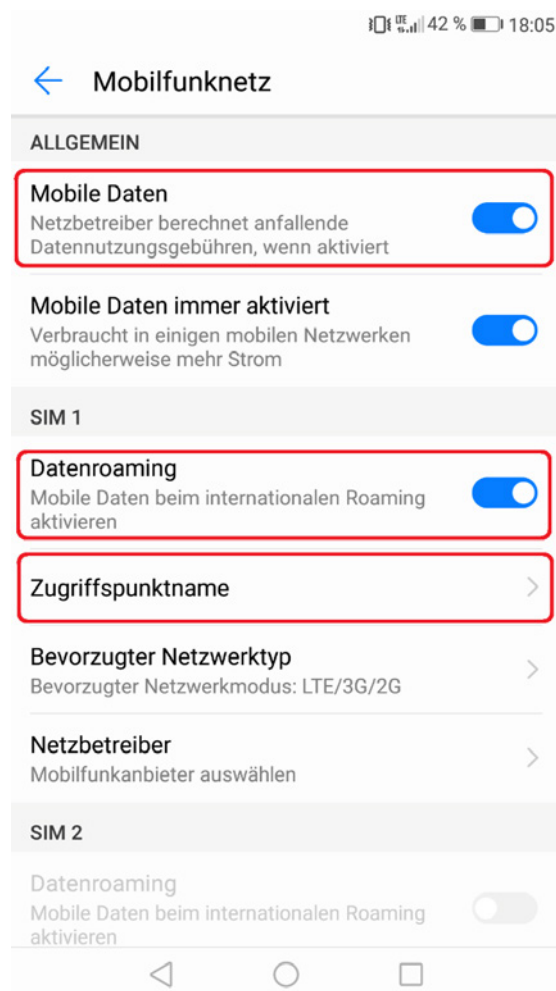 LTE 42 % 18:05
Mobilfunknetz
ALLGEMEIN
Mobile Daten
Netzbetreiber berechnet anfallende
Datennutzungsgebühren, wenn aktiviert
Mobile Daten immer aktiviert
Verbraucht in einigen mobilen Netzwerken
möglicherweise mehr Strom
SIM 1
Datenroaming
Mobile Daten beim internationalen Roaming
aktivieren
Zugriffspunktname
Bevorzugter Netzwerktyp
Bevorzugter Netzwerkmodus: LTE/3G/2G
Netzbetreiber
Mobilfunkanbieter auswählen
SIM 2
Datenroaming
Mobile Daten beim internationalen Roaming
aktivieren